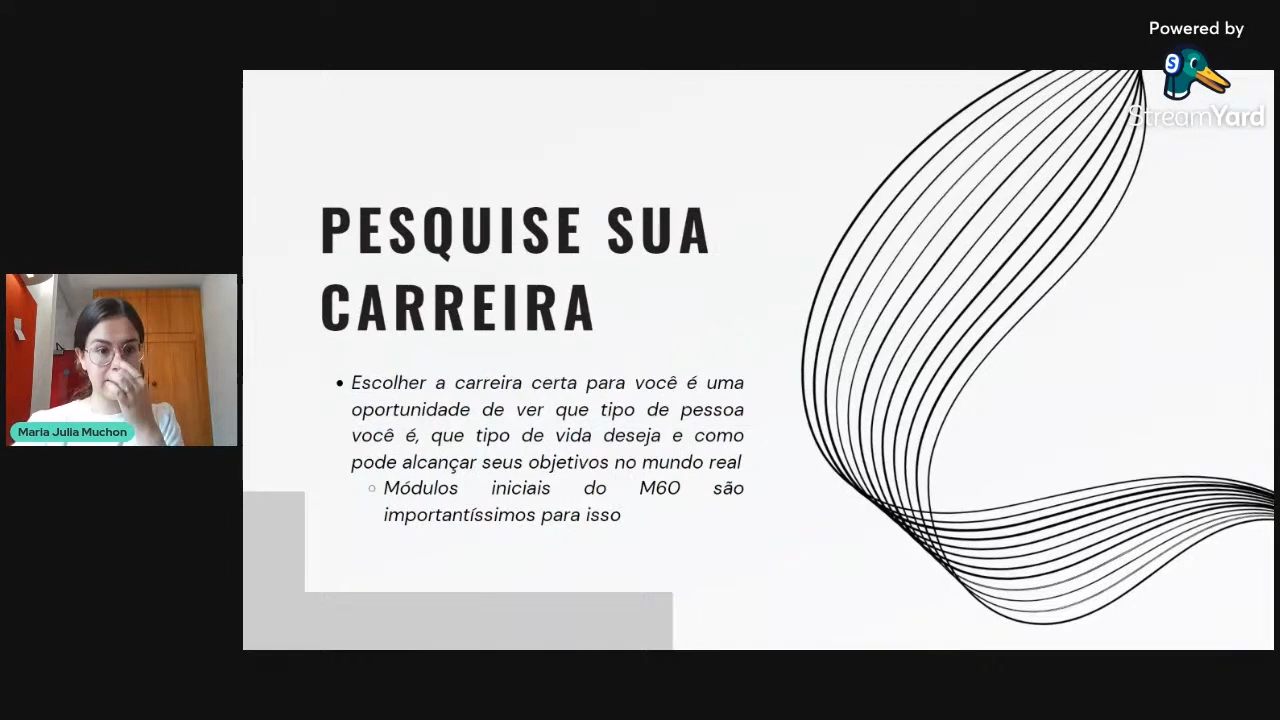 Powered by
StreamYard
PESQUISE SUA
CARREIRA
Escolher a carreira certa para você é uma
oportunidade de ver que tipo de pessoa
você é, que tipo de vida deseja e como
pode alcançar seus objetivos no mundo real
Módulos iniciais do M60 são
importantíssimos para isso
Maria Julia Muchon